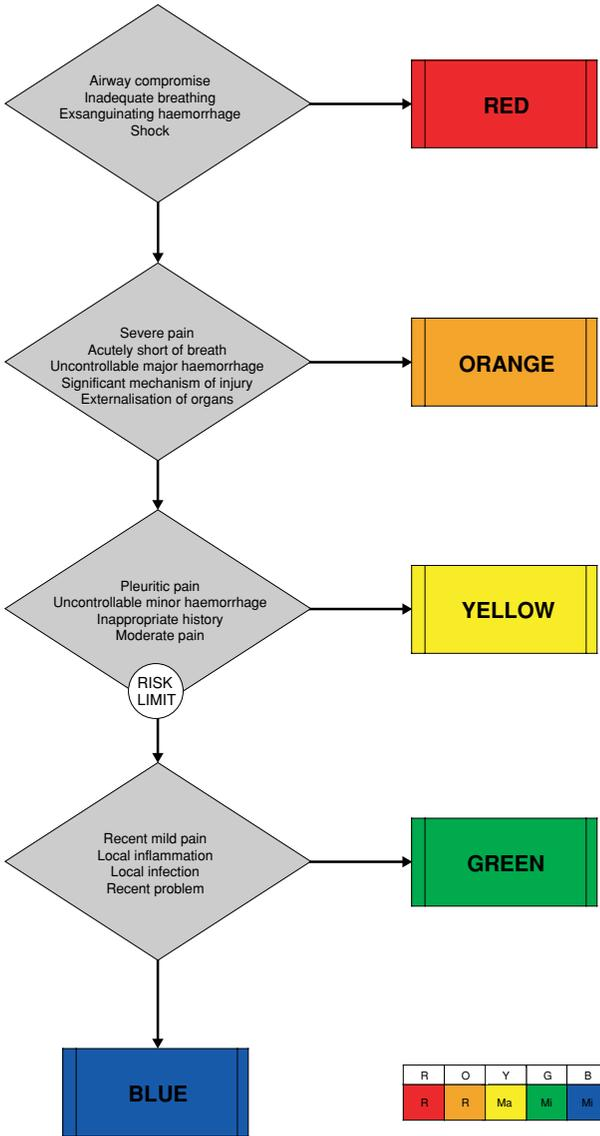 Airway compromise
Inadequate breathing
Exsanguinating haemorrhage
Shock
RED
Severe pain
Acutely short of breath
Uncontrollable major haemorrhage
Significant mechanism of injury
Externalisation of organs
ORANGE
Pleuritic pain
Uncontrollable minor haemorrhage
Inappropriate history
Moderate pain
YELLOW
RISK
LIMIT
Recent mild pain
Local inflammation
Local infection
Recent problem
GREEN
BLUE
R O Y G B
R R Ma Mi Mi